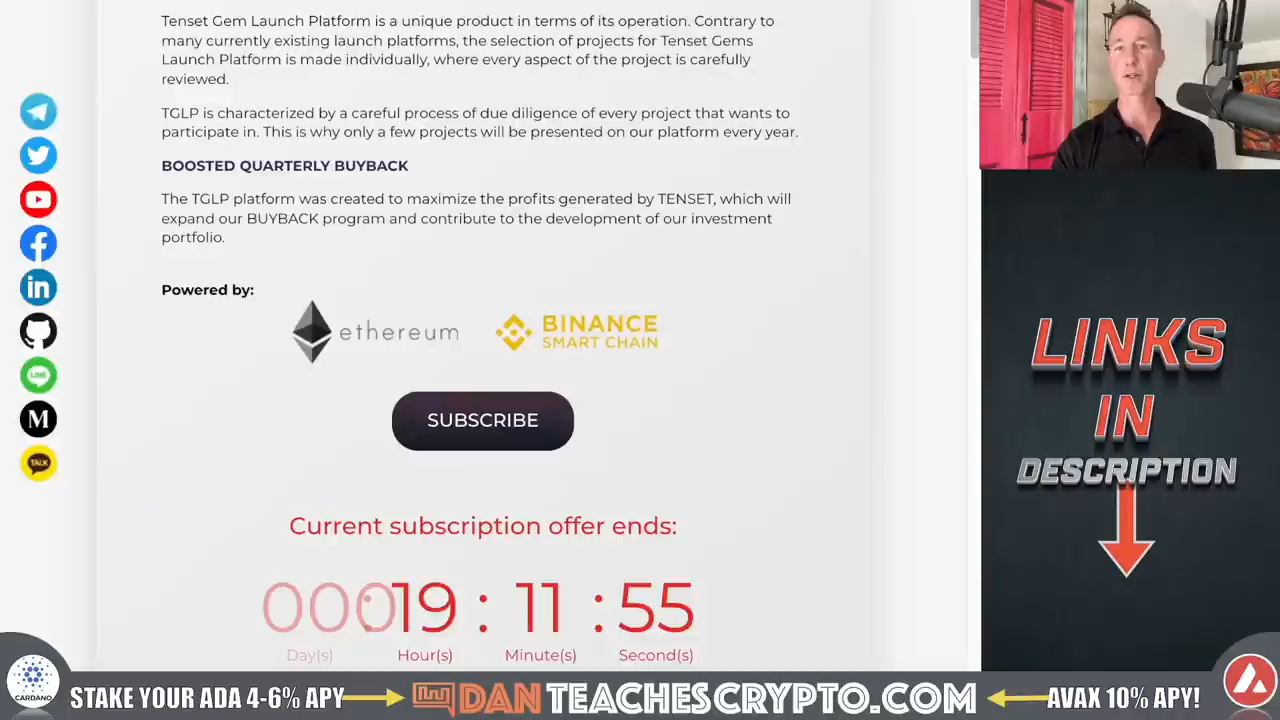 Tenset Gem Launch Platform is a unique product in terms of its operation. Contrary to
many currently existing launch platforms, the selection of projects for Tenset Gems
Launch Platform is made individually, where every aspect of the project is carefully
reviewed.
TGLP is characterized by a careful process of due diligence of every project that wants to
participate in. This is why only a few projects will be presented on our platform every year.
BOOSTED QUARTERLY BUYBACK
The TGLP platform was created to maximize the profits generated by TENSET, which will
expand our BUYBACK program and contribute to the development of our investment
portfolio.
Powered by:
ethereum
BINANCE
SMART CHAIN
SUBSCRIBE
Current subscription offer ends:
000:19 : 11 : 55
Day(s) Hour(s) Minute(s) Second(s)
in
LINE
M
TALK
LINKS
IN
DESCRIPTION
CARDANO
STAKE YOUR ADA 4-6% APY
DANTEACHESCRYPTO.COM
AVAX 10% APY!